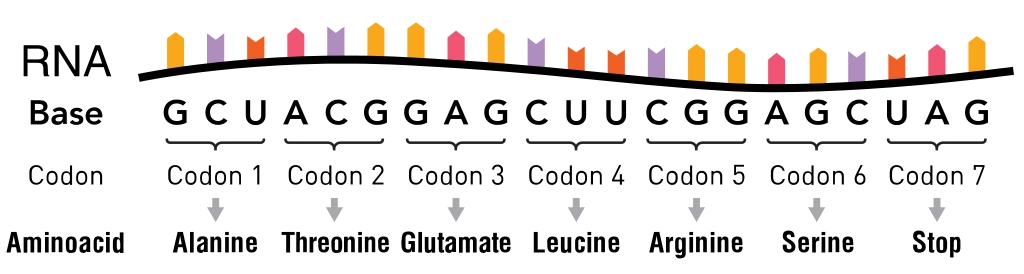 RNA
Base G C U A C G G A G C U U C G G A G C U A G
Codon Codon 1 Codon 2 Codon 3 Codon 4 Codon 5 Codon 6 Codon 7
Aminoacid Alanine Threonine Glutamate Leucine Arginine Serine Stop